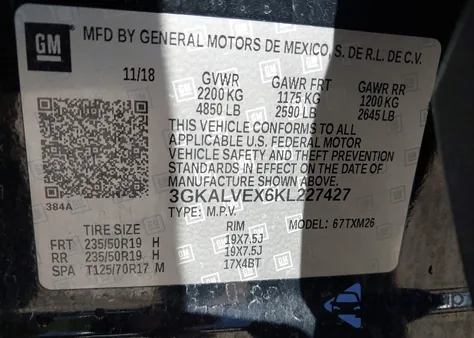 GM MFD BY GENERAL MOTORS DE MEXICO, S. DE R.L. DE C.V.
11/18 GVWR GAWR FRT GAWR RR
2200 KG 1175 KG 1200 KG
4850 LB 2590 LB 2645 LB
THIS VEHICLE CONFORMS TO ALL
APPLICABLE U.S. FEDERAL MOTOR
VEHICLE SAFETY AND THEFT PREVENTION
STANDARDS IN EFFECT ON THE DATE OF
MANUFACTURE SHOWN ABOVE.
3GKALVEX6KL227427
384A TYPE: M.P.V. MODEL: 67TXM26
TIRE SIZE RIM
FRT 235/50R19 H 19X7.5J
RR 235/50R19 H 19X7.5J
SPA T125/70R17 M 17X4BT